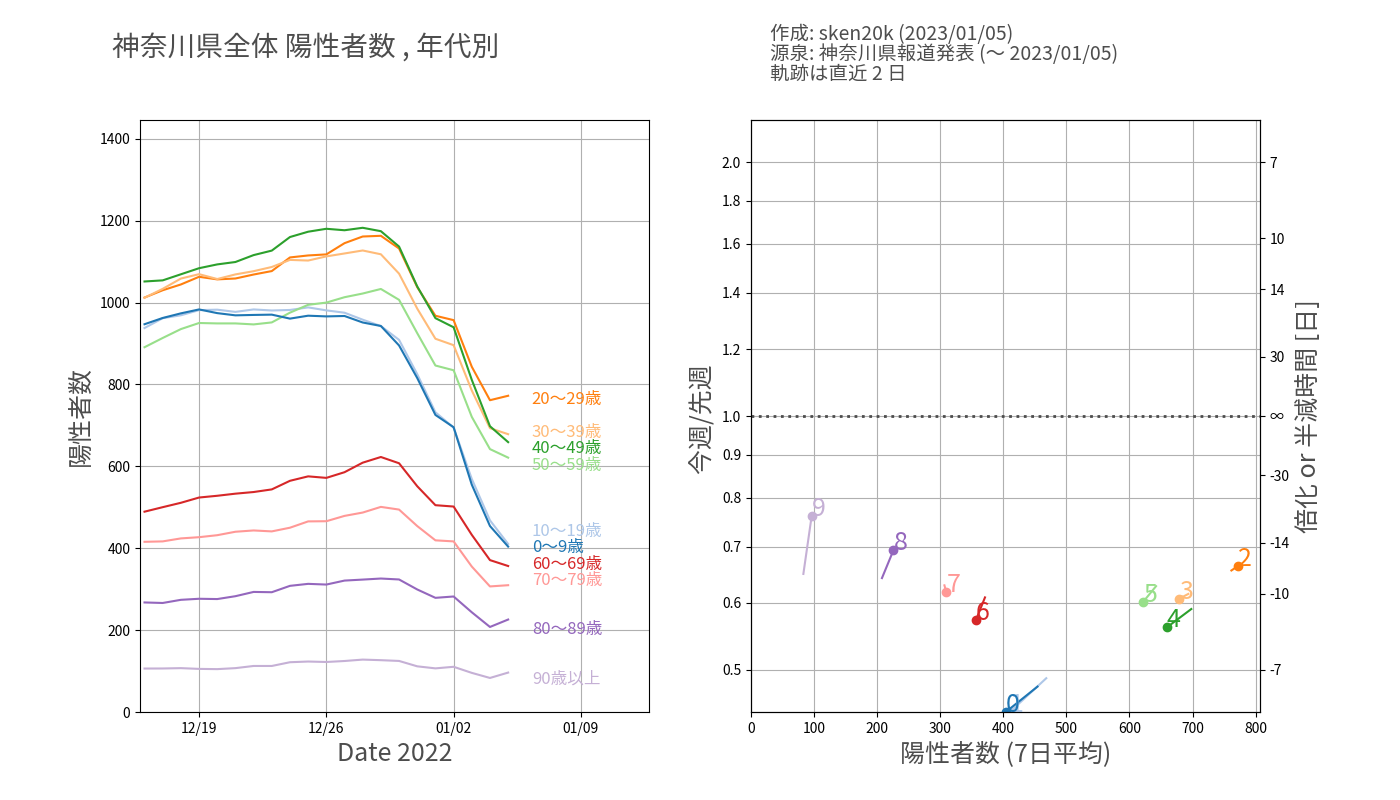 神奈川県全体 陽性者数 , 年代別
作成: sken20k (2023/01/05)
源泉: 神奈川県報道発表 (〜 2023/01/05)
軌跡は直近 2 日
陽性者数
1400
1200
1000
800
600
400
200
0
20〜29歳
30〜39歳
40〜49歳
50〜59歳
10〜19歳
0〜9歳
60〜69歳
70〜79歳
80〜89歳
90歳以上
12/19 12/26 01/02 01/09
Date 2022
今週/先週
2.0
1.8
1.6
1.4
1.2
1.0
0.9
0.8
0.7
0.6
0.5
9
8
7
6
5
3
4
2
0
7
10
14
30
∞
-30
-14
-10
-7
倍化 or 半減時間 [日]
0 100 200 300 400 500 600 700 800
陽性者数 (7日平均)